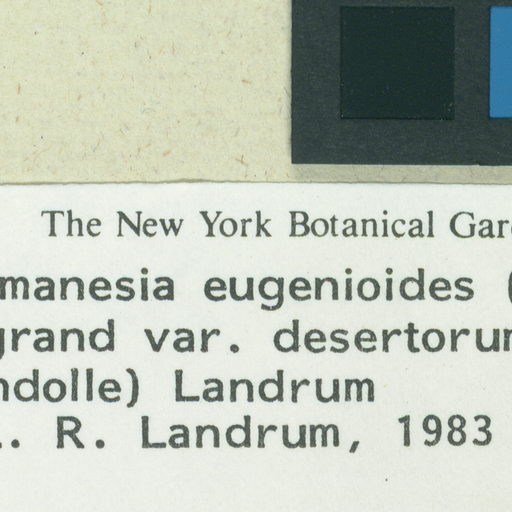 The New York Botanical Gar
manesia eugenioides (
grand var. desertorum
ndolle) Landrum
. R. Landrum, 1983